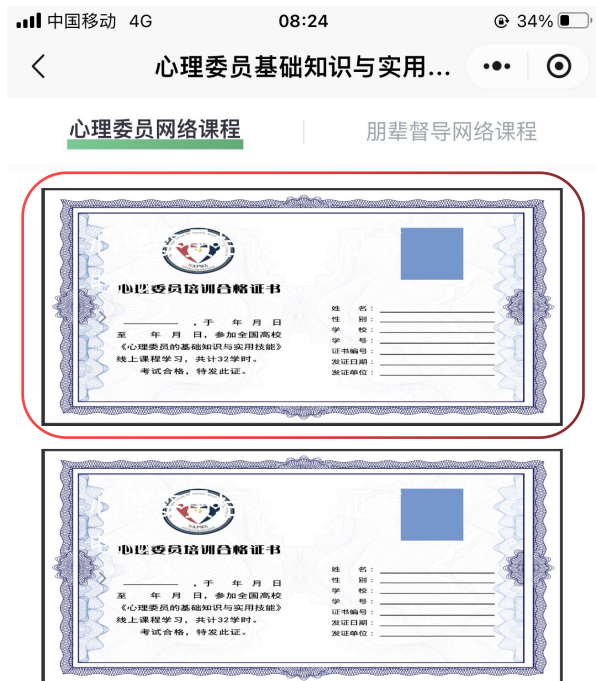 中国移动 4G
08:24
34%
心理委员基础知识与实用...
心理委员网络课程
朋辈督导网络课程
心理委员培训合格证书
,于 年 月 日
至 年 月 日,参加全国高校
《心理委员的基础知识与实用技能》
线上课程学习,共计32学时。
考试合格,特发此证。
姓 名:
性 别:
学 校:
学 号:
证书编号:
发证日期:
发证单位:
心理委员培训合格证书
,于 年 月 日
至 年 月 日,参加全国高校
《心理委员的基础知识与实用技能》
线上课程学习,共计32学时。
考试合格,特发此证。
姓 名:
性 别:
学 校:
学 号:
证书编号:
发证日期:
发证单位: